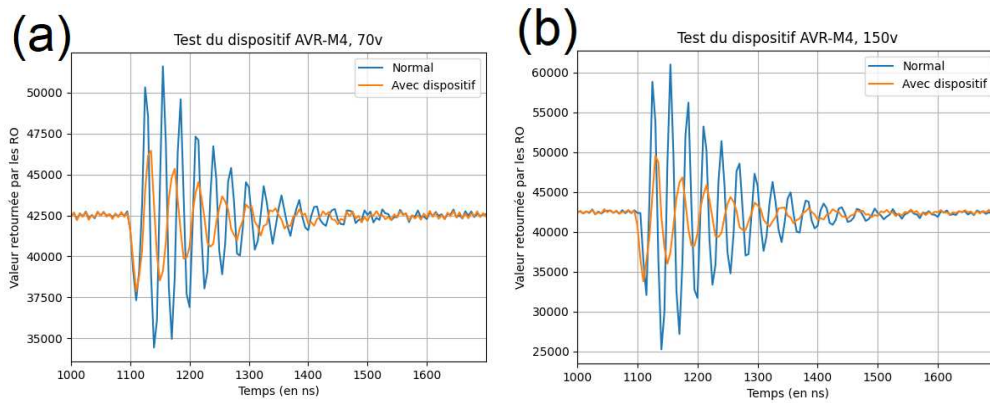 (a)
Test du dispositif AVR-M4, 70v
Normal
Avec dispositif
Valeur retournée par les RO
50000
47500
45000
42500
40000
37500
35000
1000
1100
1200
1300
1400
1500
1600
Temps (en ns)
(b)
Test du dispositif AVR-M4, 150v
Normal
Avec dispositif
Valeur retournée par les RO
60000
55000
50000
45000
40000
35000
30000
25000
1000
1100
1200
1300
1400
1500
1600
Temps (en ns)